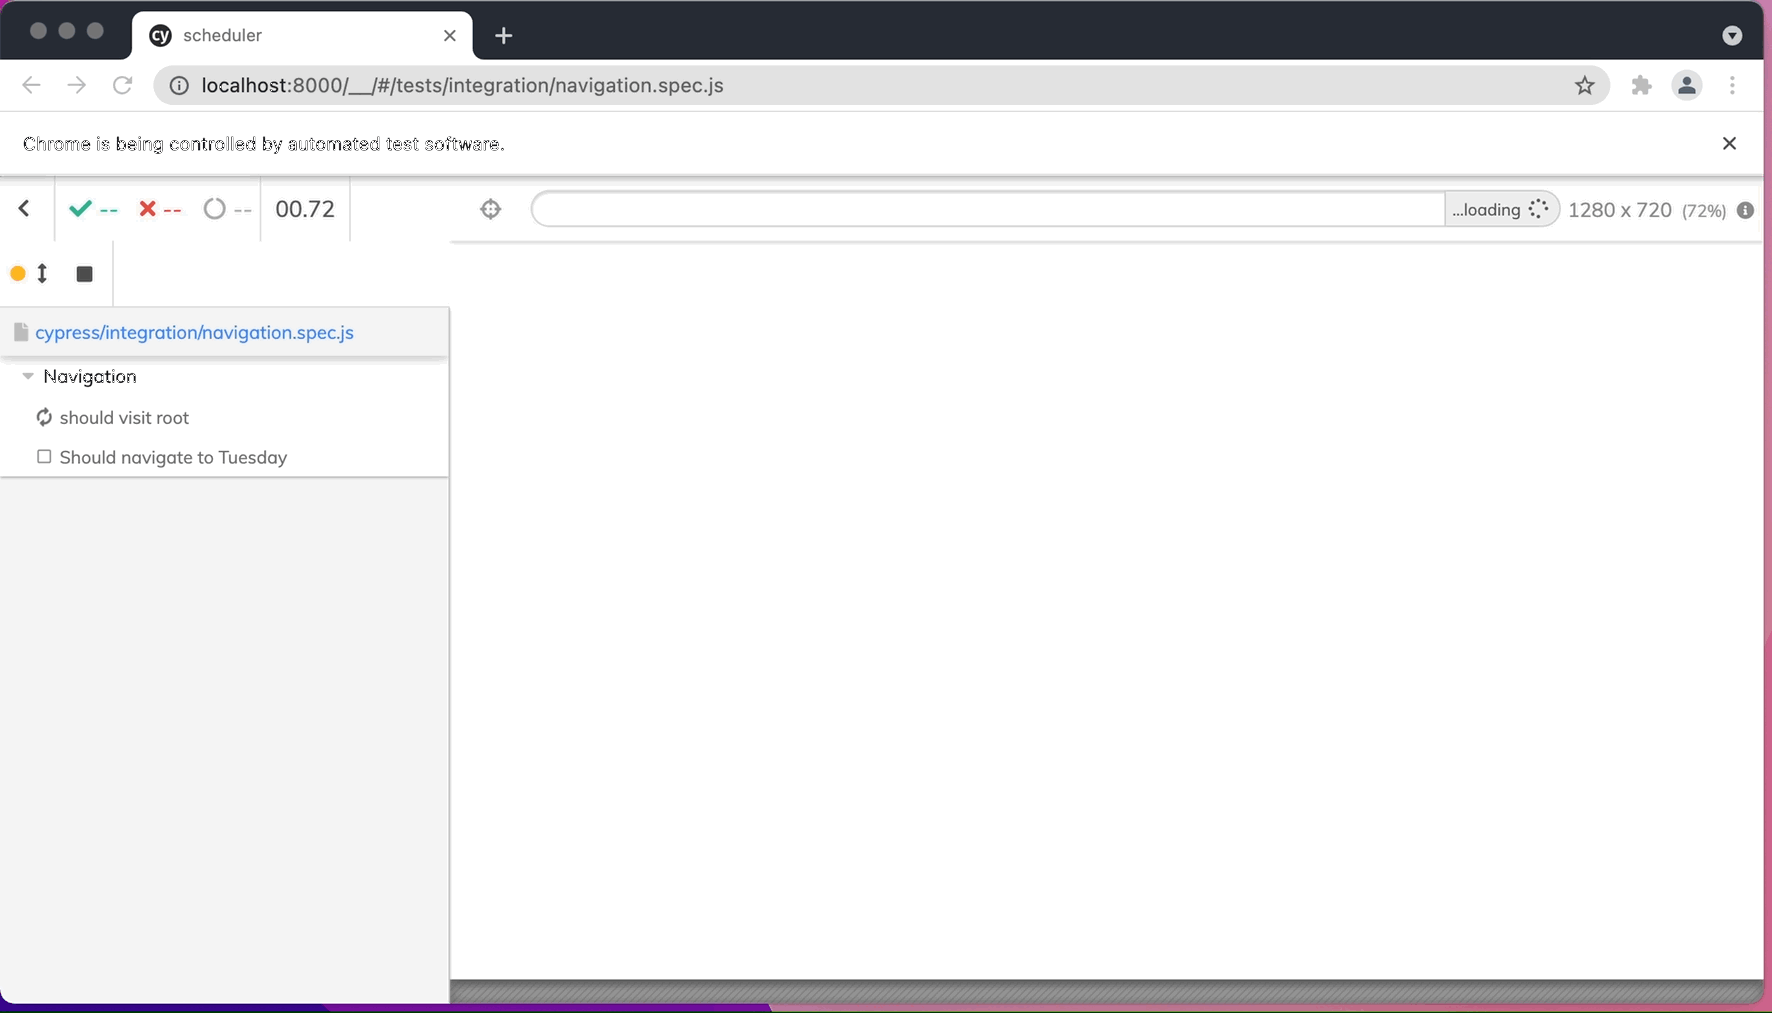 cy scheduler
localhost:8000/__/#/tests/integration/navigation.spec.js
Chrome is being controlled by automated test software.
-- -- -- 00.72 ...loading 1280 x 720 (72%)
cypress/integration/navigation.spec.js
Navigation
should visit root
Should navigate to Tuesday